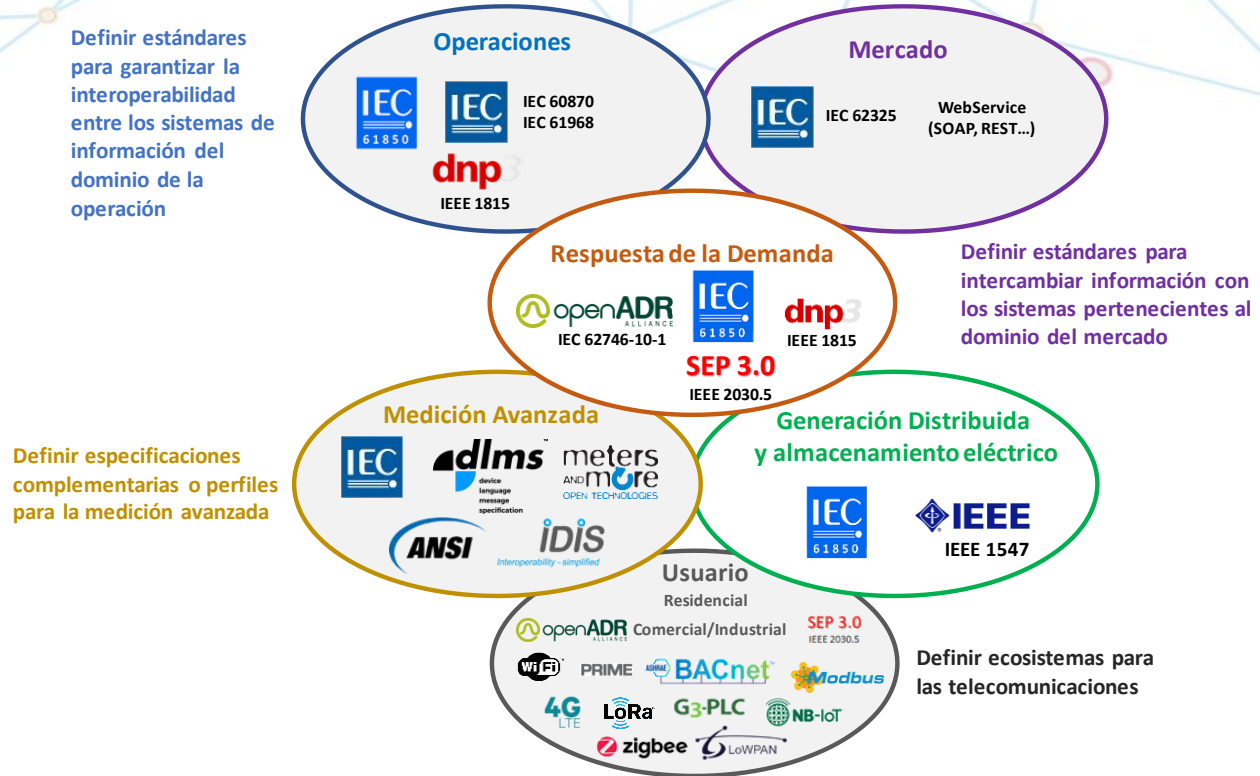 Definir estándares
para garantizar la
interoperabilidad
entre los sistemas de
información del
dominio de la
operación
Operaciones
IEC
61850
IEC
IEC 60870
IEC 61968
dnp3
IEEE 1815
Mercado
IEC
IEC 62325
WebService
(SOAP, REST...)
Respuesta de la Demanda
openADR
ALLIANCE
IEC 62746-10-1
IEC
61850
dnp3
IEEE 1815
SEP 3.0
IEEE 2030.5
Definir estándares para
intercambiar información con
los sistemas pertenecientes al
dominio del mercado
Definir especificaciones
complementarias o perfiles
para la medición avanzada
Medición Avanzada
IEC
dlms™
device
language
message
specification
meters
AND more
OPEN TECHNOLOGIES
ANSI
iDiS
Interoperability – simplified
Generación Distribuida
y almacenamiento eléctrico
IEC
61850
IEEE
IEEE 1547
Usuario
Residencial
openADR
ALLIANCE
Comercial/Industrial
SEP 3.0
IEEE 2030.5
WiFi
PRIME
ASHRAE BACnet™
Modbus
4G
LTE
LoRa
G3-PLC
NB-IoT
zigbee
6LoWPAN
Definir ecosistemas para
las telecomunicaciones